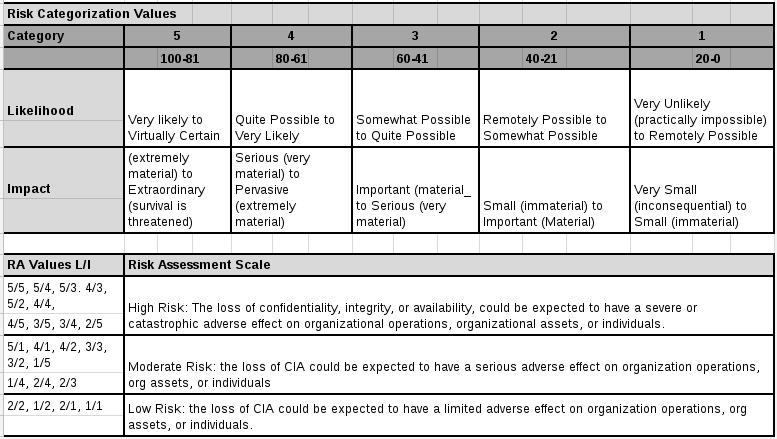 Risk Categorization Values
Category 5 4 3 2 1
100-81 80-61 60-41 40-21 20-0
Likelihood
Very likely to
Virtually Certain
Quite Possible to
Very Likely
Somewhat Possible
to Quite Possible
Remotely Possible to
Somewhat Possible
Very Unlikely
(practically impossible)
to Remotely Possible
Impact
(extremely
material) to
Extraordinary
(survival is
threatened)
Serious (very
material) to
Pervasive
(extremely
material)
Important (material_
to Serious (very
material)
Small (immaterial) to
Important (Material)
Very Small
(inconsequential) to
Small (immaterial)
RA Values L/I Risk Assessment Scale
5/5, 5/4, 5/3. 4/3,
5/2, 4/4,
4/5, 3/5, 3/4, 2/5
High Risk: The loss of confidentiality, integrity, or availability, could be expected to have a severe or
catastrophic adverse effect on organizational operations, organizational assets, or individuals.
5/1, 4/1, 4/2, 3/3,
3/2, 1/5
1/4, 2/4, 2/3
Moderate Risk: the loss of CIA could be expected to have a serious adverse effect on organization operations,
org assets, or individuals
2/2, 1/2, 2/1, 1/1
Low Risk: the loss of CIA could be expected to have a limited adverse effect on organization operations, org
assets, or individuals.